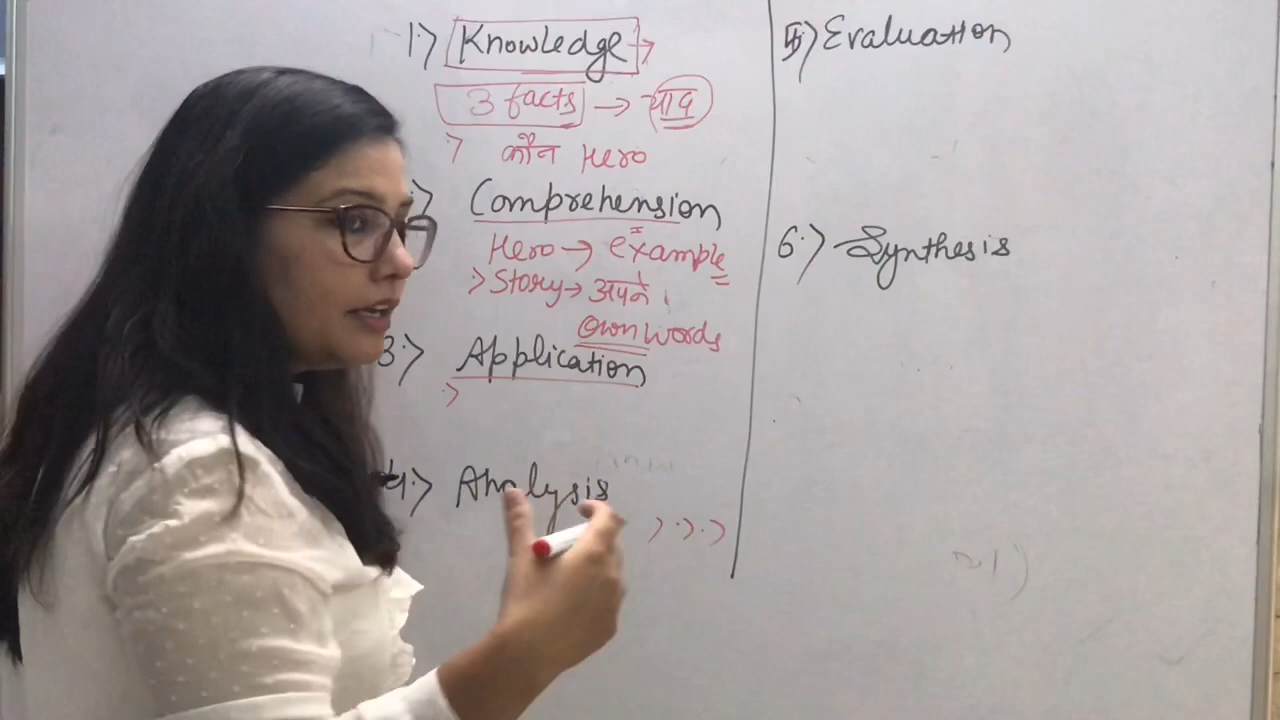 1.) Knowledge →
3 facts → याद
> कौन Hero
.) Comprehension
Hero → example
> Story → अपने
Own words
3.) Application
.>
4.) Analysis
> .> .>
5.) Evaluation
6.) Synthesis